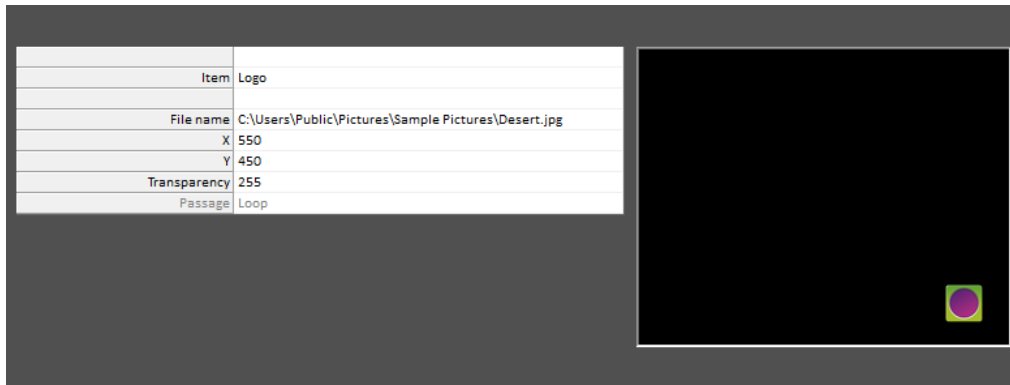 Item Logo
File name C:\Users\Public\Pictures\Sample Pictures\Desert.jpg
X 550
Y 450
Transparency 255
Passage Loop